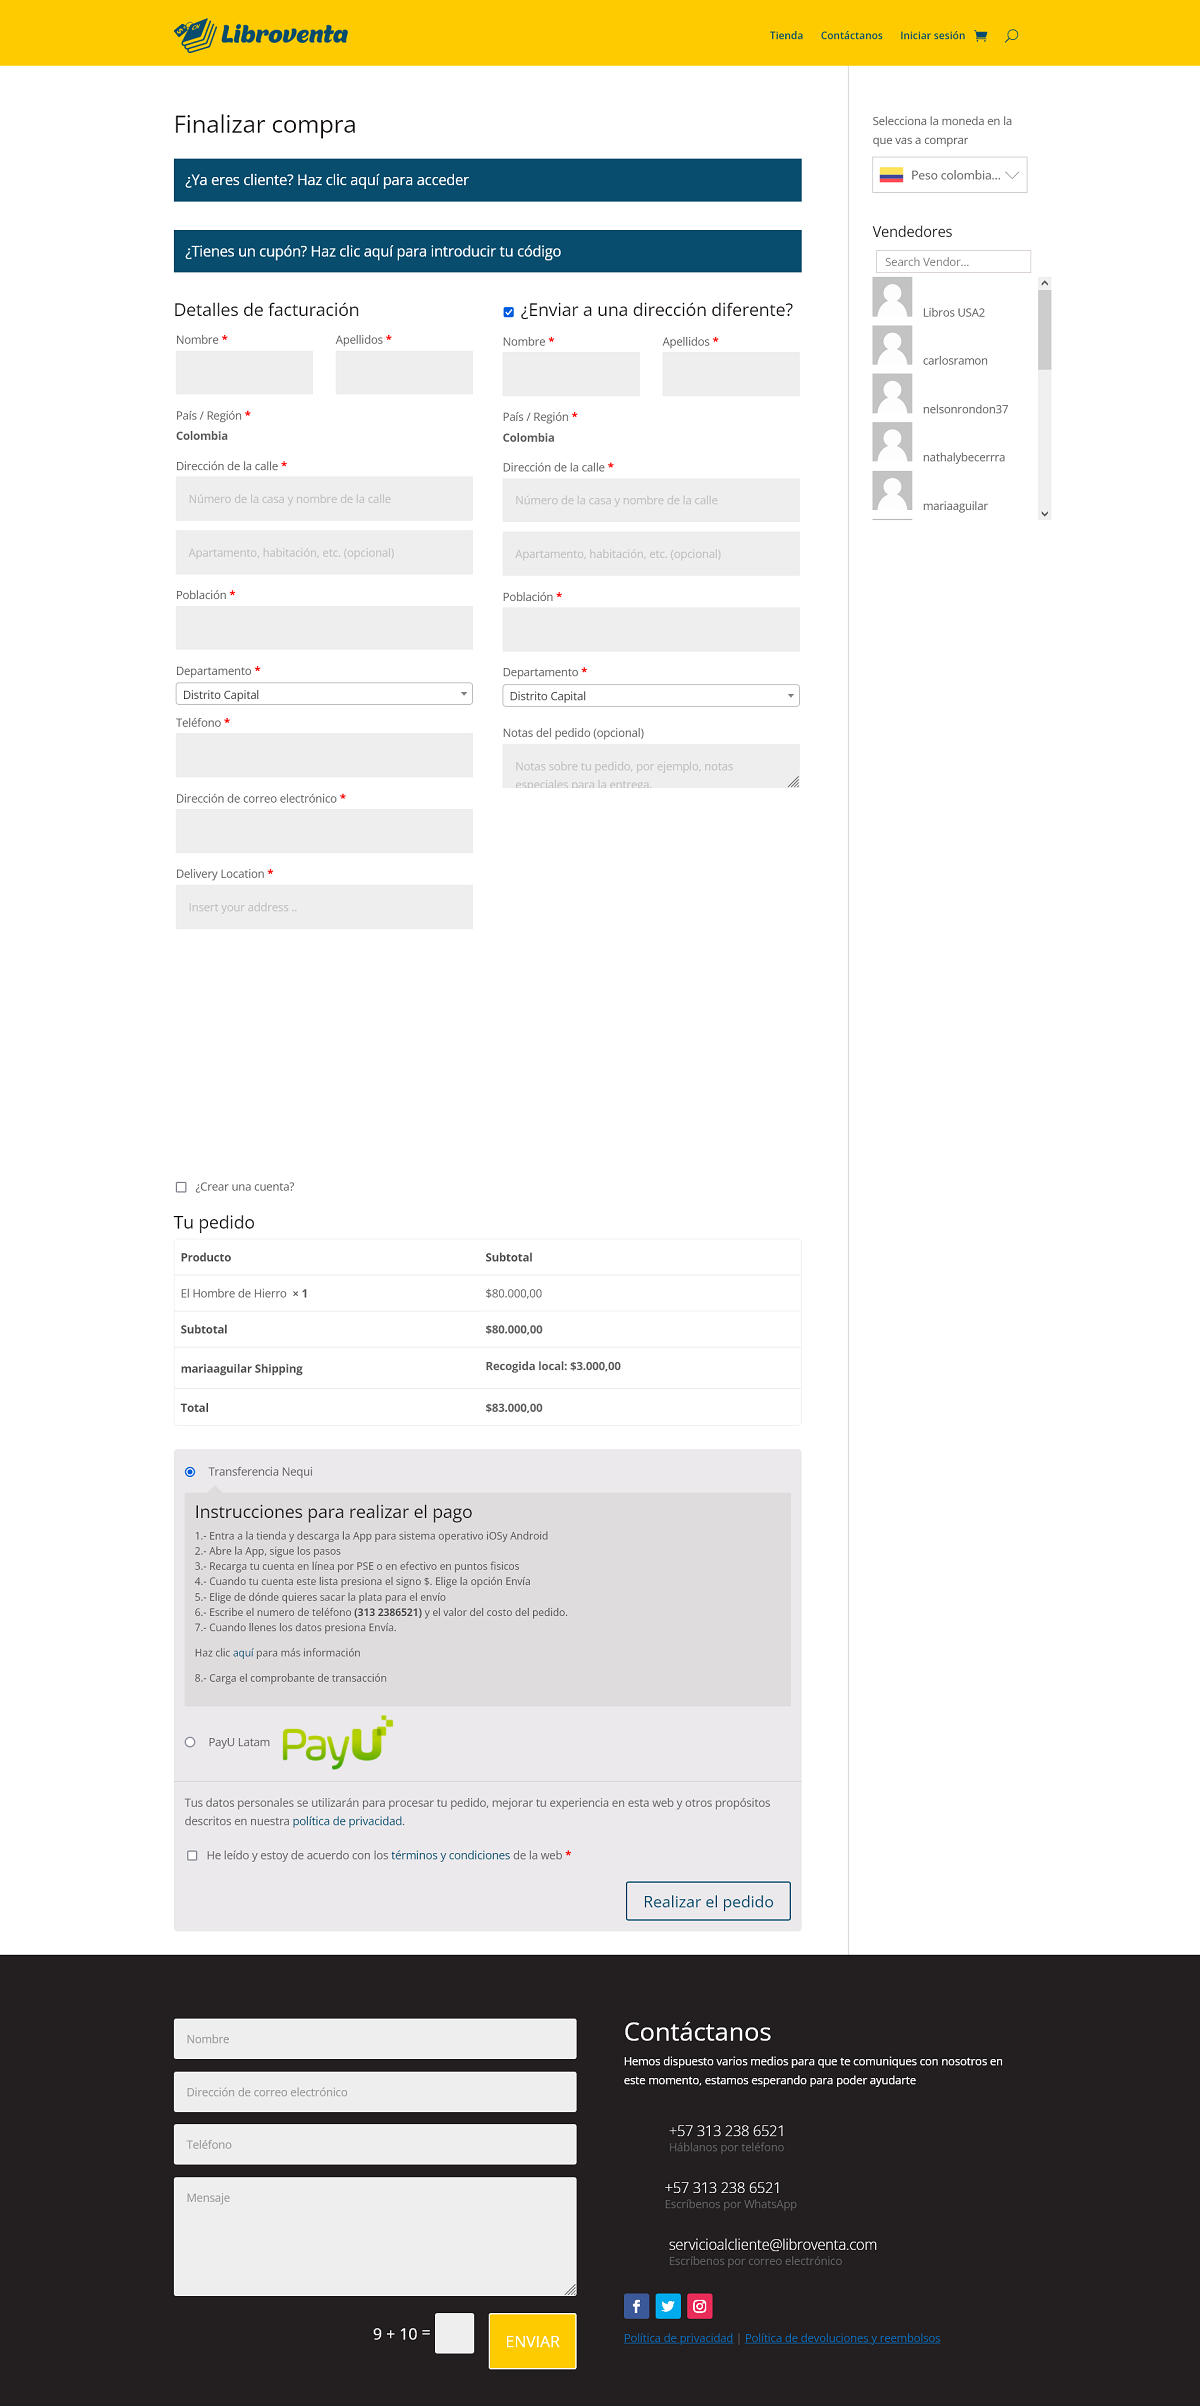 Libroventa
Tienda Contáctanos Iniciar sesión
Finalizar compra
¿Ya eres cliente? Haz clic aquí para acceder
¿Tienes un cupón? Haz clic aquí para introducir tu código
Detalles de facturación
Nombre *
Apellidos *
País / Región *
Colombia
Dirección de la calle *
Número de la casa y nombre de la calle
Apartamento, habitación, etc. (opcional)
Población *
Departamento *
Distrito Capital
Teléfono *
Dirección de correo electrónico *
Delivery Location *
Insert your address ..
¿Enviar a una dirección diferente?
Nombre *
Apellidos *
País / Región *
Colombia
Dirección de la calle *
Número de la casa y nombre de la calle
Apartamento, habitación, etc. (opcional)
Población *
Departamento *
Distrito Capital
Notas del pedido (opcional)
Notas sobre tu pedido, por ejemplo, notas
especiales para la entrega.
¿Crear una cuenta?
Tu pedido
Producto Subtotal
El Hombre de Hierro × 1 $80.000,00
Subtotal $80.000,00
mariaaguilar Shipping Recogida local: $3.000,00
Total $83.000,00
Transferencia Nequi
Instrucciones para realizar el pago
1.- Entra a la tienda y descarga la App para sistema operativo iOSy Android
2.- Abre la App, sigue los pasos
3.- Recarga tu cuenta en línea por PSE o en efectivo en puntos fisicos
4.- Cuando tu cuenta este lista presiona el signo $. Elige la opción Envía
5.- Elige de dónde quieres sacar la plata para el envío
6.- Escribe el numero de teléfono (313 2386521) y el valor del costo del pedido.
7.- Cuando llenes los datos presiona Envía.
Haz clic aquí para más información
8.- Carga el comprobante de transacción
PayU Latam PayU
Tus datos personales se utilizarán para procesar tu pedido, mejorar tu experiencia en esta web y otros propósitos
descritos en nuestra política de privacidad.
He leído y estoy de acuerdo con los términos y condiciones de la web *
Realizar el pedido
Selecciona la moneda en la
que vas a comprar
Peso colombia...
Vendedores
Search Vendor...
Libros USA2
carlosramon
nelsonrondon37
nathalybecerrra
mariaaguilar
Nombre
Dirección de correo electrónico
Teléfono
Mensaje
9 + 10 =
ENVIAR
Contáctanos
Hemos dispuesto varios medios para que te comuniques con nosotros en
este momento, estamos esperando para poder ayudarte
+57 313 238 6521
Háblanos por teléfono
+57 313 238 6521
Escríbenos por WhatsApp
servicioalcliente@libroventa.com
Escríbenos por correo electrónico
Política de privacidad | Política de devoluciones y reembolsos